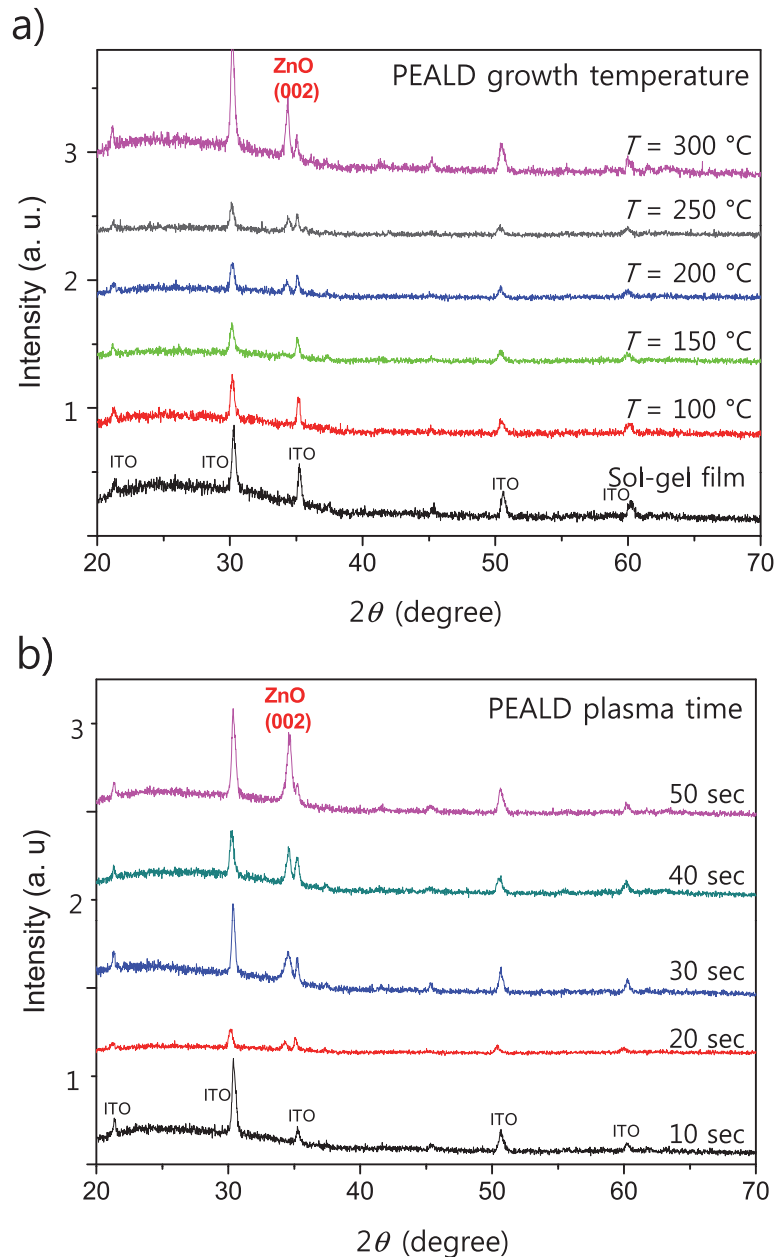 a)
ZnO
(002)
PEALD growth temperature
3
T = 300 °C
T = 250 °C
2
T = 200 °C
T = 150 °C
1
T = 100 °C
ITO
ITO
ITO
ITO
ITO
Sol-gel film
Intensity (a. u.)
20
30
40
50
60
70
2θ (degree)
b)
ZnO
(002)
PEALD plasma time
3
50 sec
40 sec
2
30 sec
20 sec
1
ITO
ITO
ITO
ITO
ITO
10 sec
Intensity (a. u)
20
30
40
50
60
70
2θ (degree)